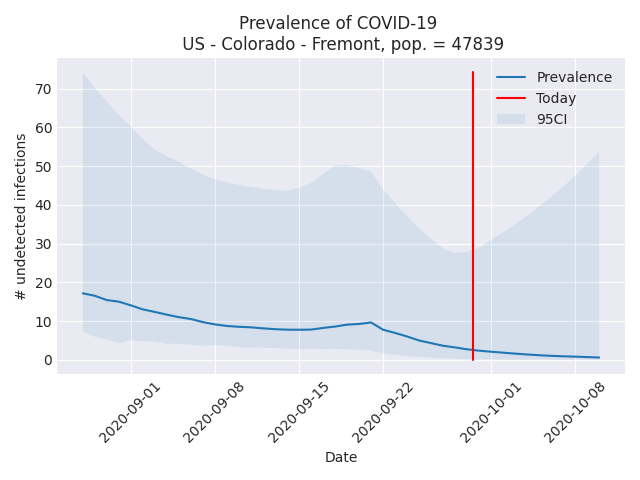 Prevalence of COVID-19
US - Colorado - Fremont, pop. = 47839
Prevalence
Today
95CI
# undetected infections
70
60
50
40
30
20
10
0
2020-09-01
2020-09-08
2020-09-15
2020-09-22
2020-10-01
2020-10-08
Date